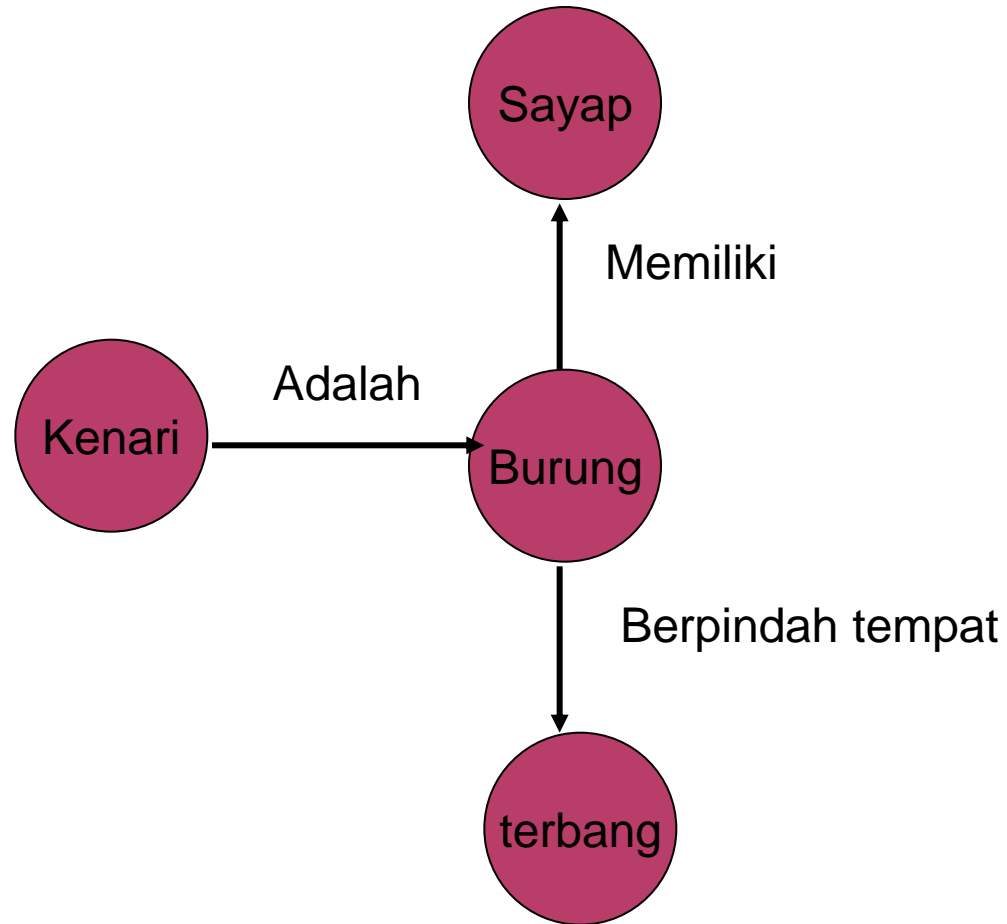 Sayap
Memiliki
Adalah
Kenari
Burung
Berpindah tempat
terbang